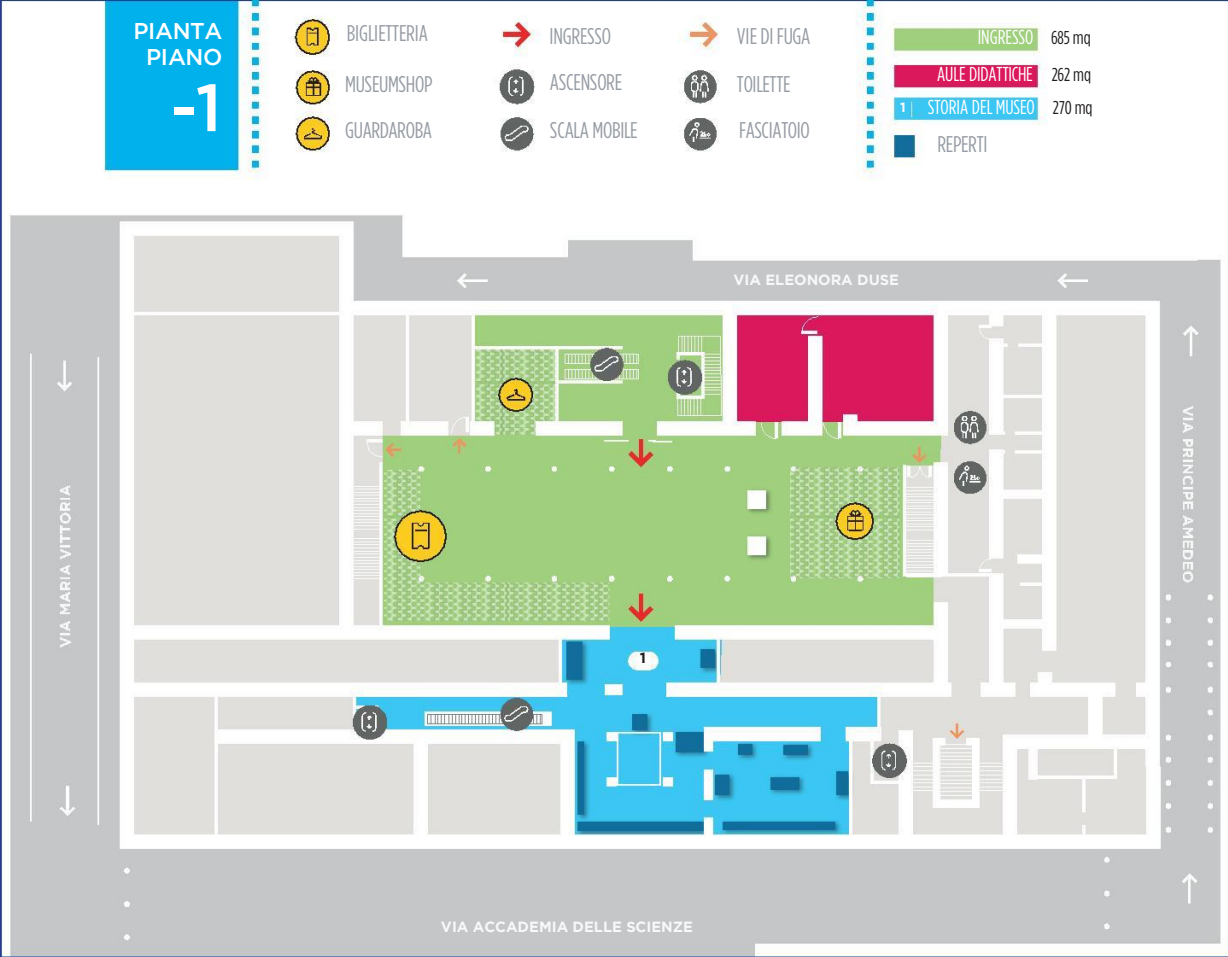 PIANTA
PIANO
-1
BIGLIETTERIA
MUSEUMSHOP
GUARDAROBA
INGRESSO
ASCENSORE
SCALA MOBILE
VIE DI FUGA
TOILETTE
FASCIATOIO
INGRESSO 685 mq
AULE DIDATTICHE 262 mq
1 | STORIA DEL MUSEO 270 mq
REPERTI
VIA ELEONORA DUSE
VIA MARIA VITTORIA
VIA PRINCIPE AMEDEO
1
VIA ACCADEMIA DELLE SCIENZE